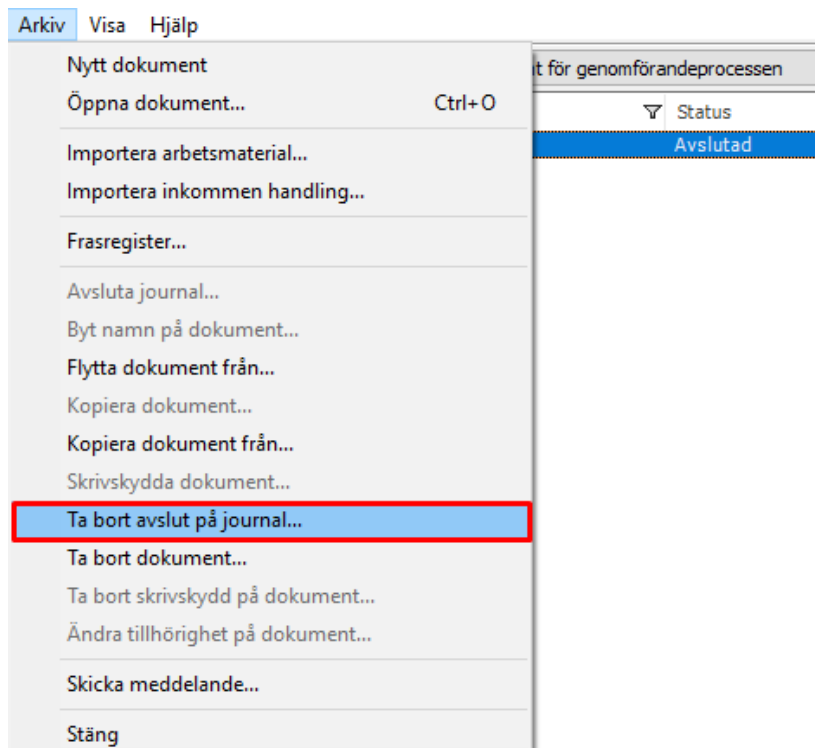 Arkiv Visa Hjälp
Nytt dokument
för genomförandeprocessen
Öppna dokument... Ctrl+O
Status
Avslutad
Importera arbetsmaterial...
Importera inkommen handling...
Frasregister...
Avsluta journal...
Byt namn på dokument...
Flytta dokument från...
Kopiera dokument...
Kopiera dokument från...
Skrivskydda dokument...
Ta bort avslut på journal...
Ta bort dokument...
Ta bort skrivskydd på dokument...
Ändra tillhörighet på dokument...
Skicka meddelande...
Stäng